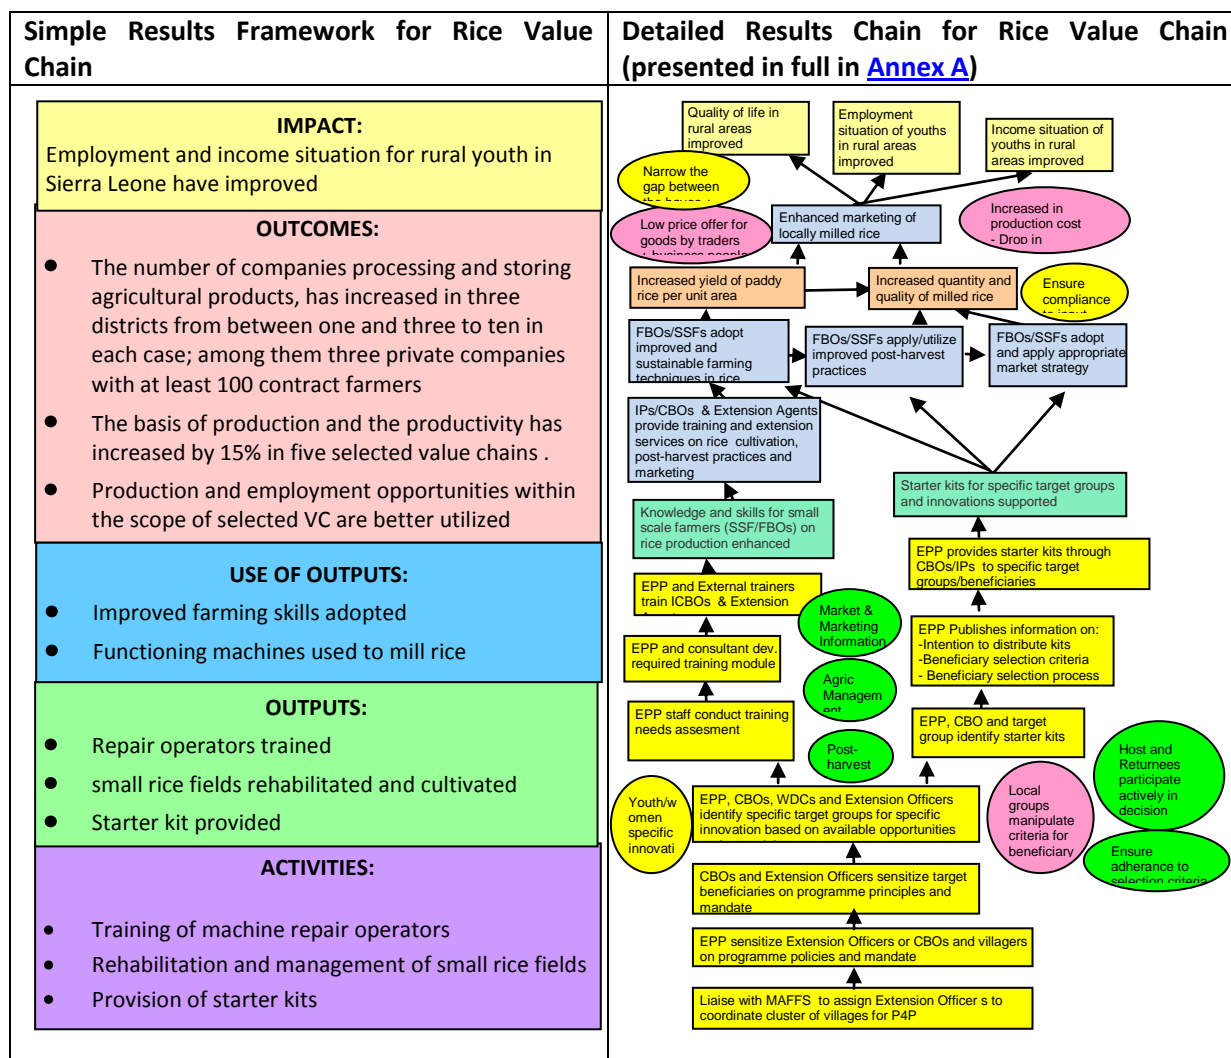 Simple Results Framework for Rice Value
Chain
IMPACT:
Employment and income situation for rural youth in
Sierra Leone have improved
OUTCOMES:
The number of companies processing and storing
agricultural products, has increased in three
districts from between one and three to ten in
each case; among them three private companies
with at least 100 contract farmers
The basis of production and the productivity has
increased by 15% in five selected value chains .
Production and employment opportunities within
the scope of selected VC are better utilized
USE OF OUTPUTS:
Improved farming skills adopted
Functioning machines used to mill rice
OUTPUTS:
Repair operators trained
small rice fields rehabilitated and cultivated
Starter kit provided
ACTIVITIES:
Training of machine repair operators
Rehabilitation and management of small rice fields
Provision of starter kits
Detailed Results Chain for Rice Value Chain
(presented in full in Annex A)
Quality of life in
rural areas
improved
Employment
situation of youths
in rural areas
improved
Income situation of
youths in rural
areas improved
Narrow the
gap between
Low price offer for
goods by traders
Enhanced marketing of
locally milled rice
Increased in
production cost
- Drop in
Increased yield of paddy
rice per unit area
Increased quantity and
quality of milled rice
Ensure
compliance
FBOs/SSFs adopt
improved and
sustainable farming
techniques in rice
FBOs/SSFs apply/utilize
improved post-harvest
practices
FBOs/SSFs adopt
and apply appropriate
market strategy
IPs/CBOs & Extension Agents
provide training and extension
services on rice cultivation,
post-harvest practices and
marketing
Starter kits for specific target groups
and innovations supported
Knowledge and skills for small
scale farmers (SSF/FBOs) on
rice production enhanced
EPP provides starter kits through
CBOs/IPs to specific target
groups/beneficiaries
EPP and External trainers
train ICBOs & Extension
Market &
Marketing
Information
EPP Publishes information on:
-Intention to distribute kits
-Beneficiary selection criteria
- Beneficiary selection process
EPP and consultant dev.
required training module
Agric
Managem
EPP staff conduct training
needs assesment
EPP, CBO and target
group identify starter kits
Post-
harvest
Host and
Returnees
participate
actively in
decision
Youth/w
omen
specific
innovati
EPP, CBOs, WDCs and Extension Officers
identify specific target groups for specific
innovation based on available opportunities
Local
groups
manipulate
criteria for
beneficiary
Ensure
adherance to
selection criteria
CBOs and Extension Officers sensitize target
beneficiaries on programme principles and
mandate
EPP sensitize Extension Officers or CBOs and villagers
on programme policies and mandate
Liaise with MAFFS to assign Extension Officer s to
coordinate cluster of villages for P4P